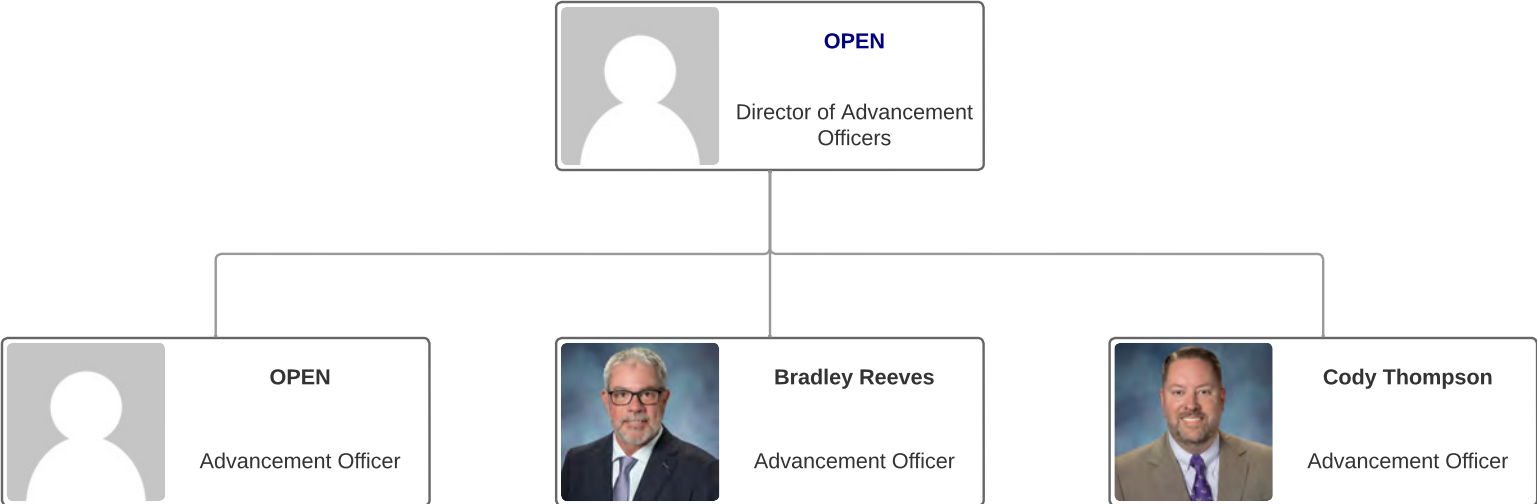 OPEN
Director of Advancement
Officers
OPEN
Advancement Officer
Bradley Reeves
Advancement Officer
Cody Thompson
Advancement Officer